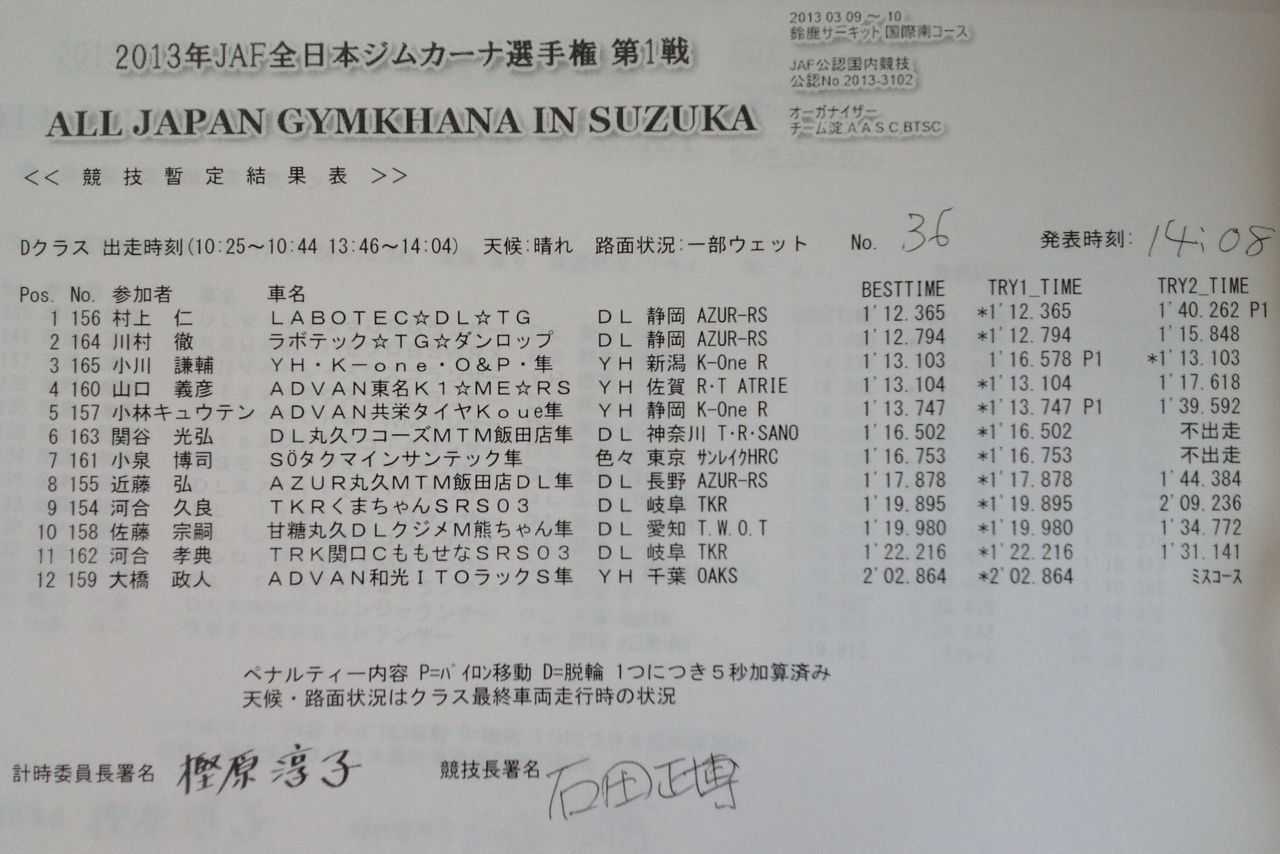 2013年JAF全日本ジムカーナ選手権 第1戦
ALL JAPAN GYMKHANA IN SUZUKA
2013 03 09 ～ 10
鈴鹿サーキット 国際南コース
JAF公認国内競技
公認No.2013-3102
オーガナイザー
チーム淀 A A S C, BTSC
<< 競 技 暫 定 結 果 表 >>
Dクラス 出走時刻(10:25～10:44 13:46～14:04) 天候:晴れ 路面状況:一部ウェット No. 36 発表時刻: 14:08
Pos. No. 参加者 車名 BESTTIME TRY1_TIME TRY2_TIME
1 156 村上 仁 ＬＡＢＯＴＥＣ☆ＤＬ☆ＴＧ ＤＬ 静岡 AZUR-RS 1'12.365 *1'12.365 1'40.262 P1
2 164 川村 徹 ラボテック☆ＴＧ☆ダンロップ ＤＬ 静岡 AZUR-RS 1'12.794 *1'12.794 1'15.848
3 165 小川 謙輔 ＹＨ・Ｋ－ｏｎｅ・Ｏ＆Ｐ・隼 ＹＨ 新潟 K-One R 1'13.103 1'16.578 P1 *1'13.103
4 160 山口 義彦 ＡＤＶＡＮ東名Ｋ１☆ＭＥ☆ＲＳ ＹＨ 佐賀 R・T ATRIE 1'13.104 *1'13.104 1'17.618
5 157 小林キュウテン ＡＤＶＡＮ共栄タイヤＫｏｕｅ隼 ＹＨ 静岡 K-One R 1'13.747 *1'13.747 P1 1'39.592
6 163 関谷 光弘 ＤＬ丸久ワコーズＭＴＭ飯田店隼 ＤＬ 神奈川 T・R・SANO 1'16.502 *1'16.502 不出走
7 161 小泉 博司 ＳÖタクマインサンテック隼 色々 東京 ｻﾝﾚｲｸHRC 1'16.753 *1'16.753 不出走
8 155 近藤 弘 ＡＺＵＲ丸久ＭＴＭ飯田店ＤＬ隼 ＤＬ 長野 AZUR-RS 1'17.878 *1'17.878 1'44.384
9 154 河合 久良 ＴＫＲくまちゃんＳＲＳ０３ ＤＬ 岐阜 TKR 1'19.895 *1'19.895 2'09.236
10 158 佐藤 宗嗣 甘糖丸久ＤＬクジメＭ熊ちゃん隼 ＤＬ 愛知 T.W.O.T 1'19.980 *1'19.980 1'34.772
11 162 河合 孝典 ＴＲＫ関口ＣももせなＳＲＳ０３ ＤＬ 岐阜 TKR 1'22.216 *1'22.216 1'31.141
12 159 大橋 政人 ＡＤＶＡＮ和光ＩＴＯラックＳ隼 ＹＨ 千葉 OAKS 2'02.864 *2'02.864 ﾐｽコース
ペナルティー内容 P=ﾊﾟｲﾛﾝ移動 D=脱輪 1つにつき５秒加算済み
天候・路面状況はクラス最終車両走行時の状況
計時委員長署名 樫原淳子 競技長署名 石田正博